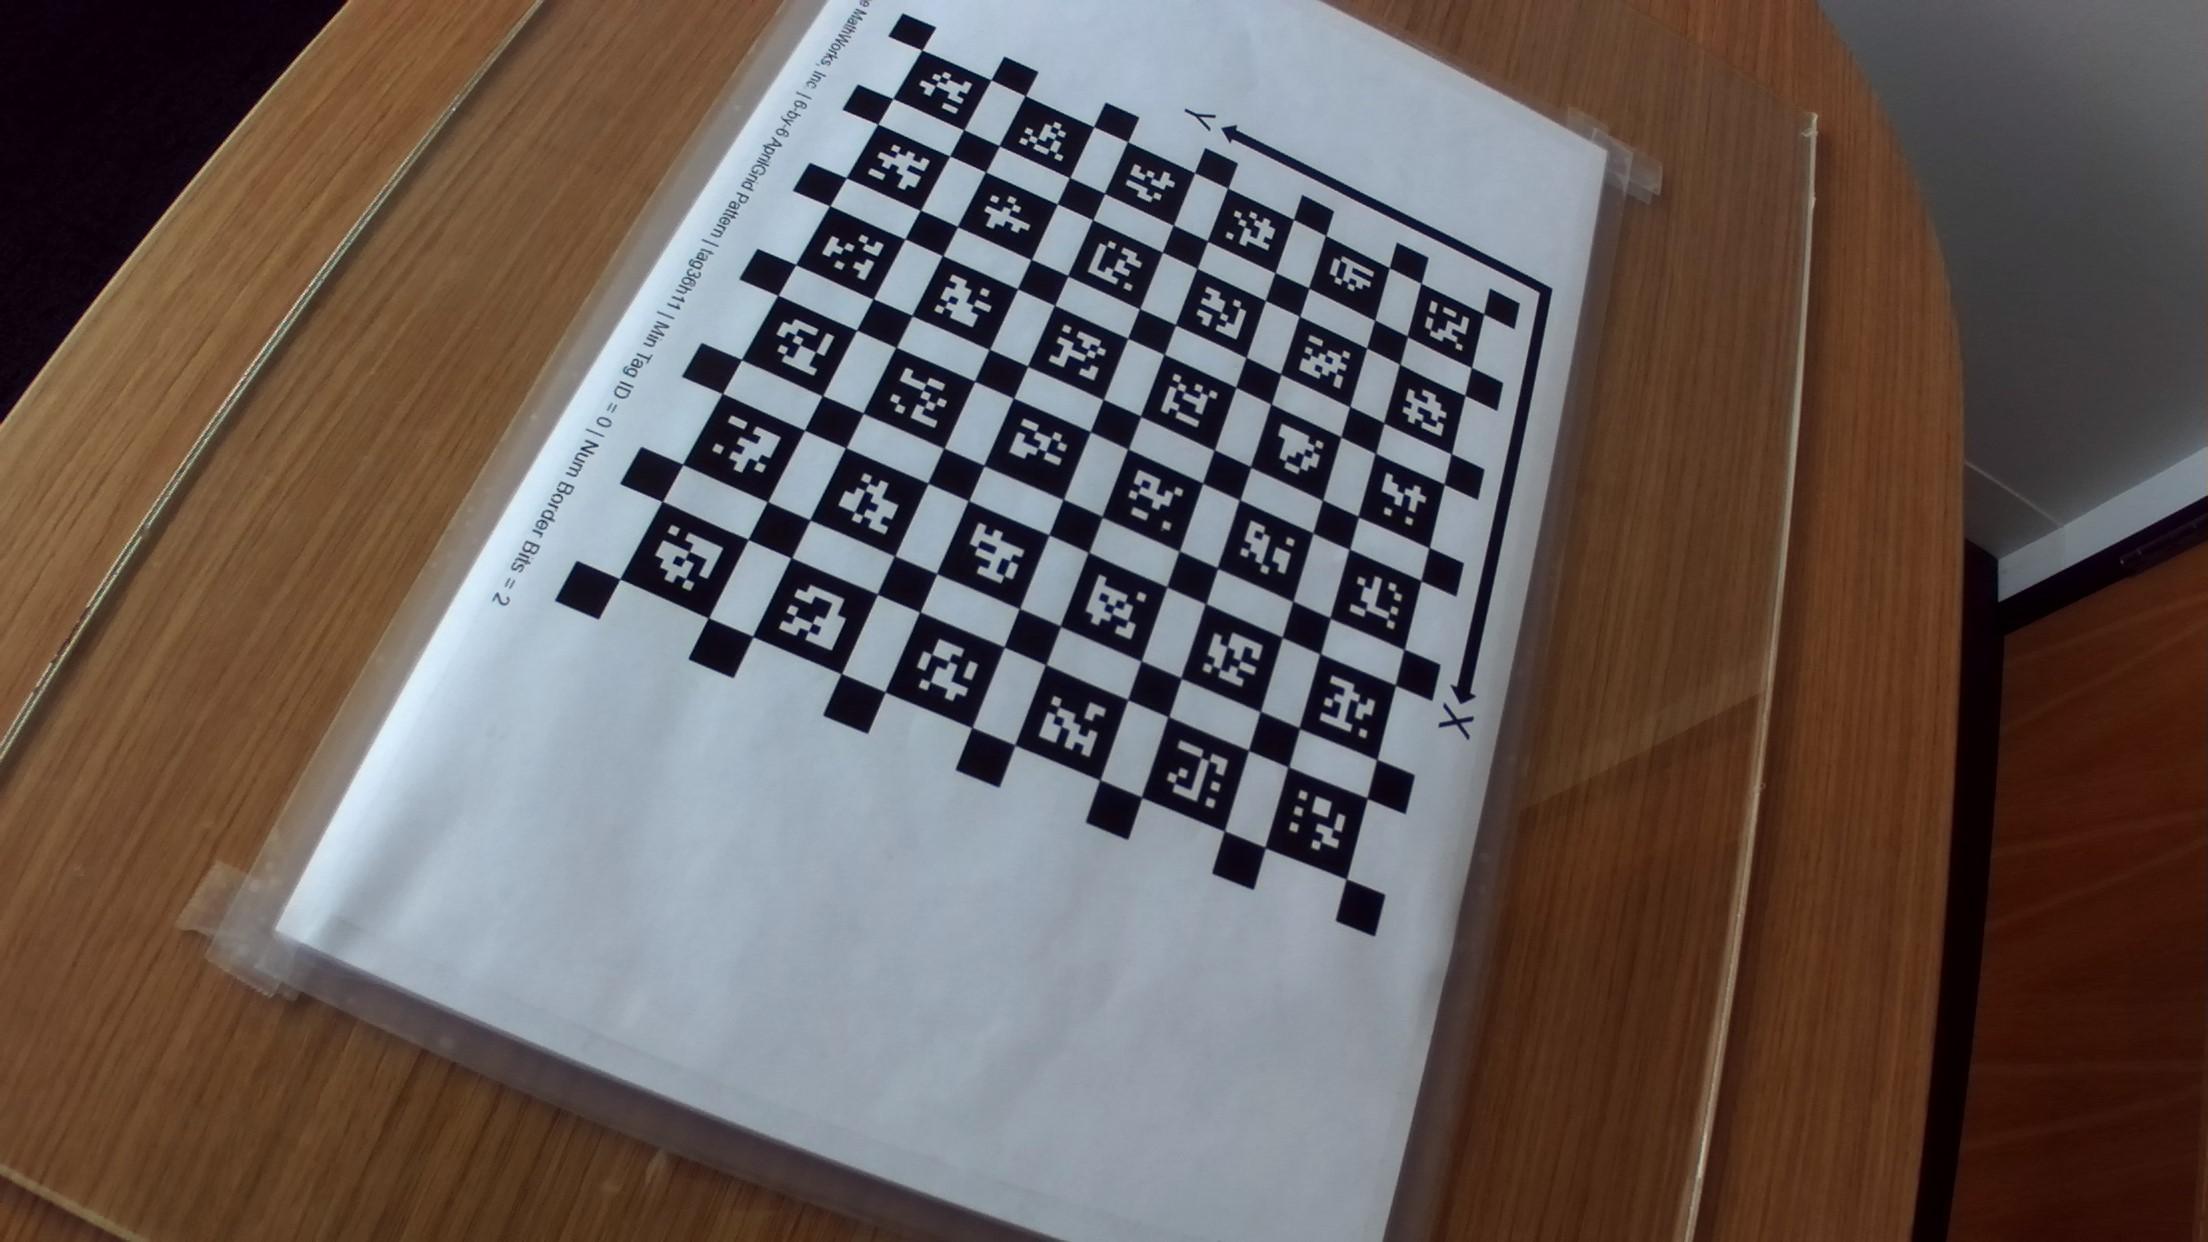 MathWorks, Inc | 6-by-6 AprilGrid Pattern | tag36h11 | Min Tag ID = 0 | Num Border Bits = 2
Y
X